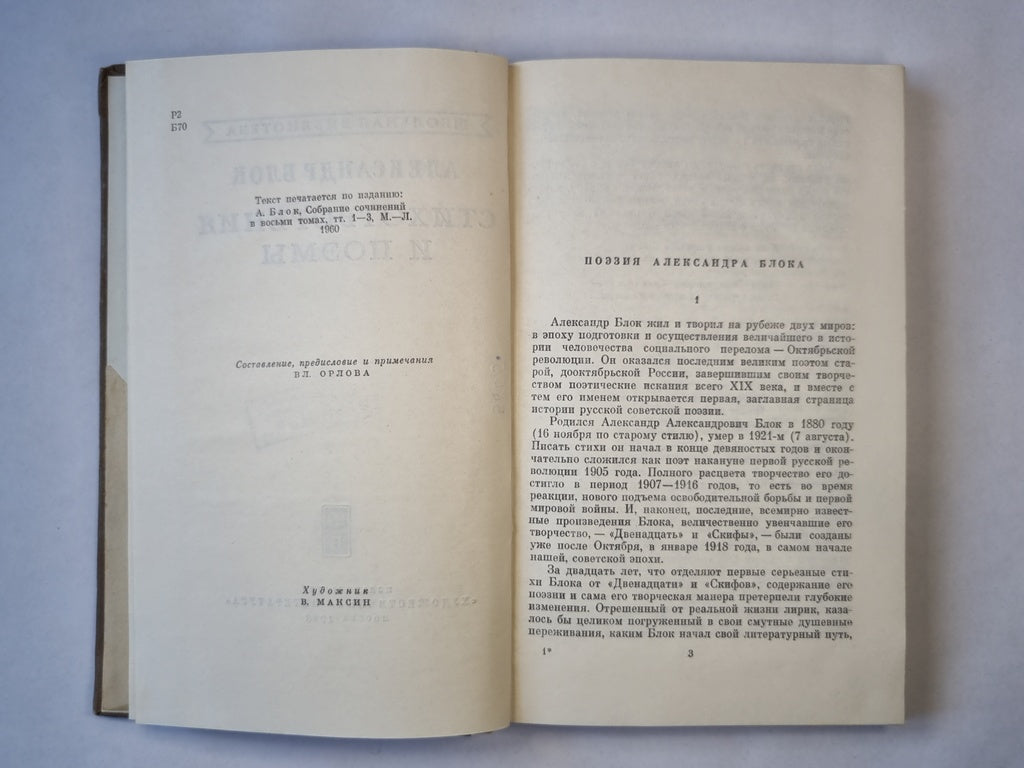 Р2
Б70
Текст печатается по изданию:
А. Блок, Собрание сочинений
в восьми томах, тт. 1—3, М.—Л.
1960
Составление, предисловие и примечания
ВЛ. ОРЛОВА
Художник
В. МАКСИН
ПОЭЗИЯ АЛЕКСАНДРА БЛОКА
1
Александр Блок жил и творил на рубеже двух миров:
в эпоху подготовки и осуществления величайшего в исто-
рии человечества социального перелома — Октябрьской
революции. Он оказался последним великим поэтом ста-
рой, дооктябрьской России, завершившим своим творче-
ством поэтические искания всего XIX века, и вместе с
тем его именем открывается первая, заглавная страница
истории русской советской поэзии.
Родился Александр Александрович Блок в 1880 году
(16 ноября по старому стилю), умер в 1921-м (7 августа).
Писать стихи он начал в конце девяностых годов и окон-
чательно сложился как поэт накануне первой русской ре-
волюции 1905 года. Полного расцвета творчество его до-
стигло в период 1907—1916 годов, то есть во время
реакции, нового подъема освободительной борьбы и первой
мировой войны. И, наконец, последние, всемирно извест-
ные произведения Блока, величественно увенчавшие его
творчество, — «Двенадцать» и «Скифы», — были созданы
уже после Октября, в январе 1918 года, в самом начале
нашей, советской эпохи.
За двадцать лет, что отделяют первые серьезные сти-
хи Блока от «Двенадцати» и «Скифов», содержание его
поэзии и сама его творческая манера претерпели глубокие
изменения. Отрешенный от реальной жизни лирик, каза-
лось бы целиком погруженный в свои смутные душевные
переживания, каким Блок начал свой литературный путь,
1*
3